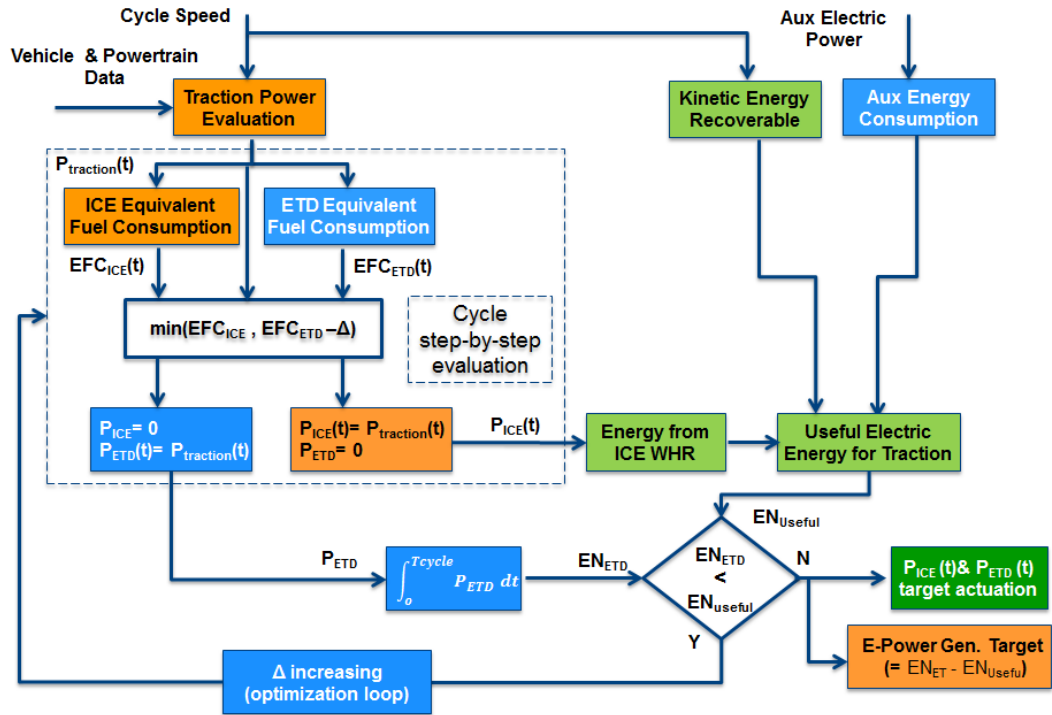 Cycle Speed
Aux Electric
Power
Vehicle & Powertrain
Data
Traction Power
Evaluation
Kinetic Energy
Recoverable
Aux Energy
Consumption
Ptraction(t)
ICE Equivalent
Fuel Consumption
ETD Equivalent
Fuel Consumption
EFCICE(t)
EFCETD(t)
min(EFCICE , EFCETD –Δ)
Cycle
step-by-step
evaluation
PICE= 0
PETD(t)= Ptraction(t)
PICE(t)= Ptraction(t)
PETD= 0
PICE(t)
Energy from
ICE WHR
Useful Electric
Energy for Traction
ENUseful
PETD
∫oTcycle PETD dt
ENETD
ENETD
<
ENuseful
N
Y
PICE (t)& PETD (t)
target actuation
E-Power Gen. Target
(= ENET - ENUsefu)
Δ increasing
(optimization loop)